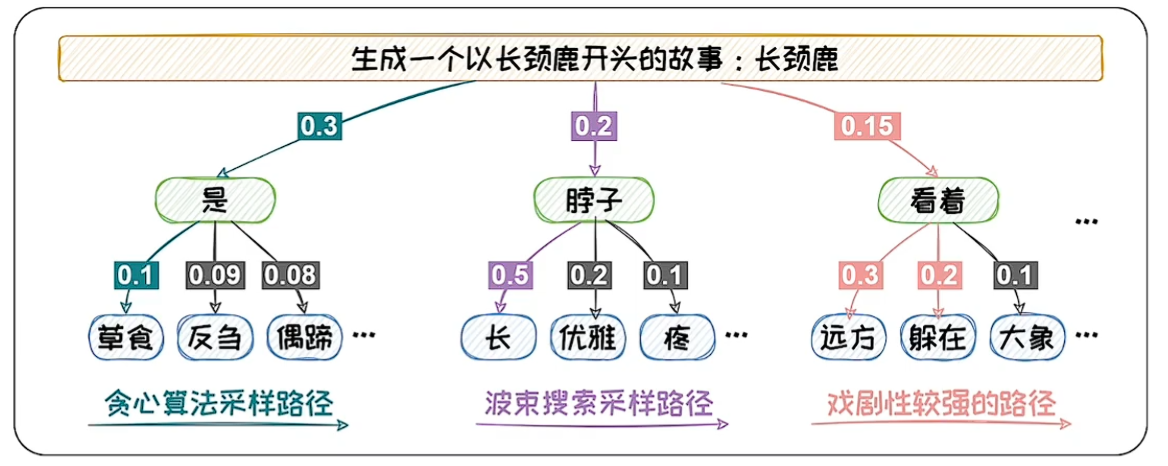 生成一个以长颈鹿开头的故事：长颈鹿
0.3 0.2 0.15
是 脖子 看着 ...
0.1 0.09 0.08 0.5 0.2 0.1 0.3 0.2 0.1
草食 反刍 偶蹄 ... 长 优雅 疼 ... 远方 躲在 大象 ...
贪心算法采样路径 波束搜索采样路径 戏剧性较强的路径